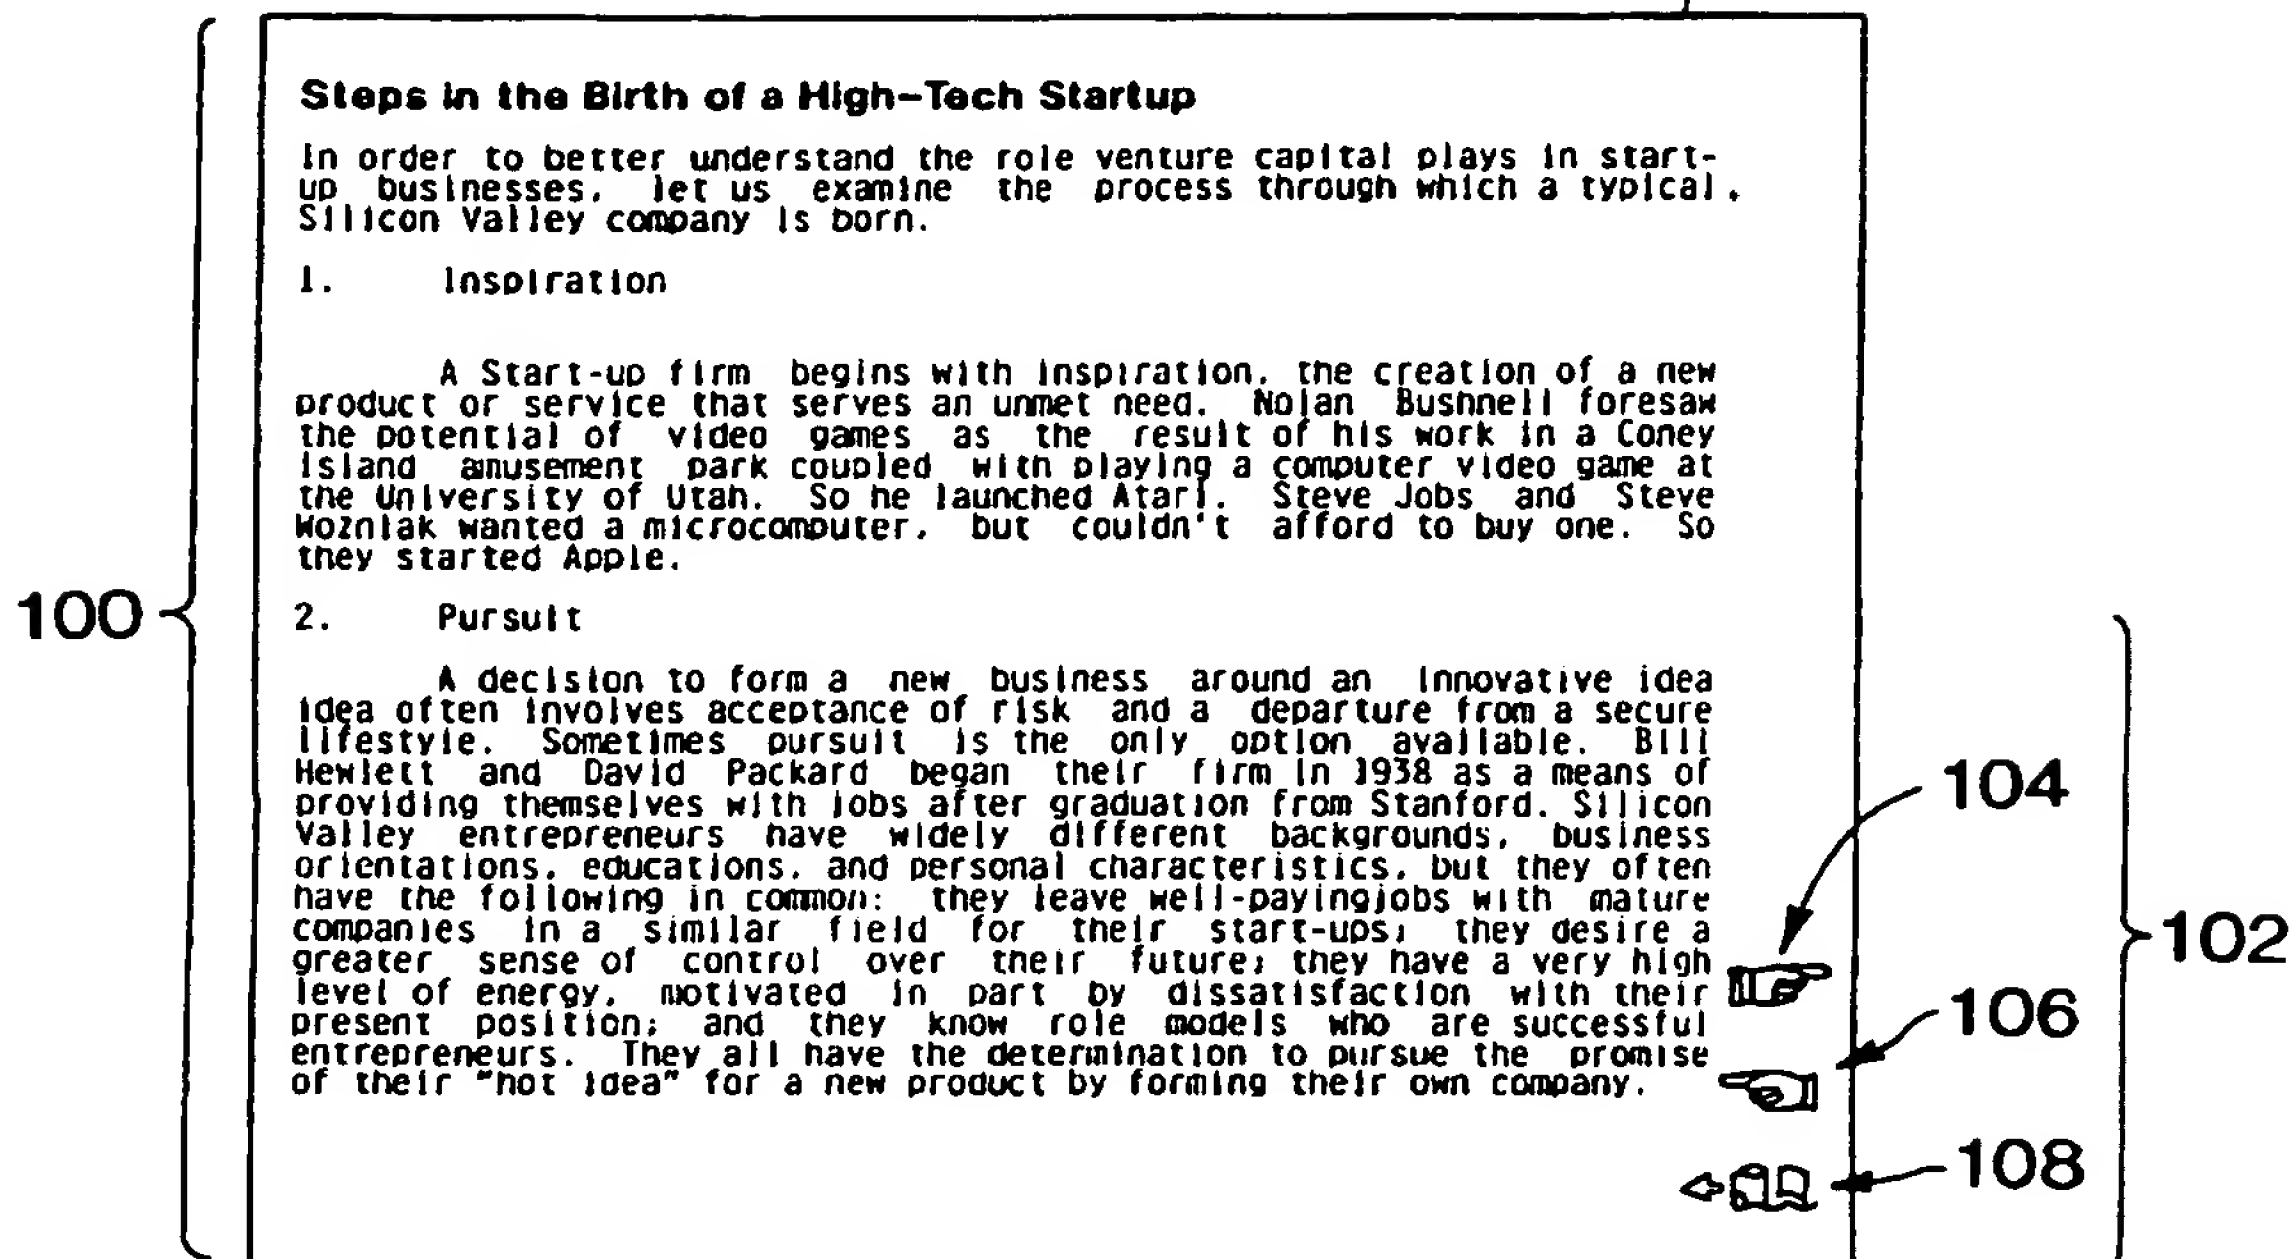 Steps in the Birth of a High-Tech Startup
In order to better understand the role venture capital plays in start-
up businesses, let us examine the process through which a typical.
Silicon Valley company is born.
1. Inspiration
A Start-up firm begins with inspiration, the creation of a new
product or service that serves an unmet need. Nolan Bushnell foresaw
the potential of video games as the result of his work in a Coney
Island amusement park coupled with playing a computer video game at
the University of Utah. So he launched Atari. Steve Jobs and Steve
Wozniak wanted a microcomputer, but couldn't afford to buy one. So
they started Apple.
100
2. Pursuit
A decision to form a new business around an innovative idea
idea often involves acceptance of risk and a departure from a secure
lifestyle. Sometimes pursuit is the only option available. Bill
Hewlett and David Packard began their firm in 1938 as a means of
providing themselves with jobs after graduation from Stanford. Silicon
Valley entrepreneurs have widely different backgrounds, business
orientations, educations, and personal characteristics, but they often
have the following in common: they leave well-payingjobs with mature
companies in a similar field for their start-ups; they desire a
greater sense of control over their future; they have a very high
level of energy, motivated in part by dissatisfaction with their
present position; and they know role models who are successful
entrepreneurs. They all have the determination to pursue the promise
of their "hot idea" for a new product by forming their own company.
104
102
106
108